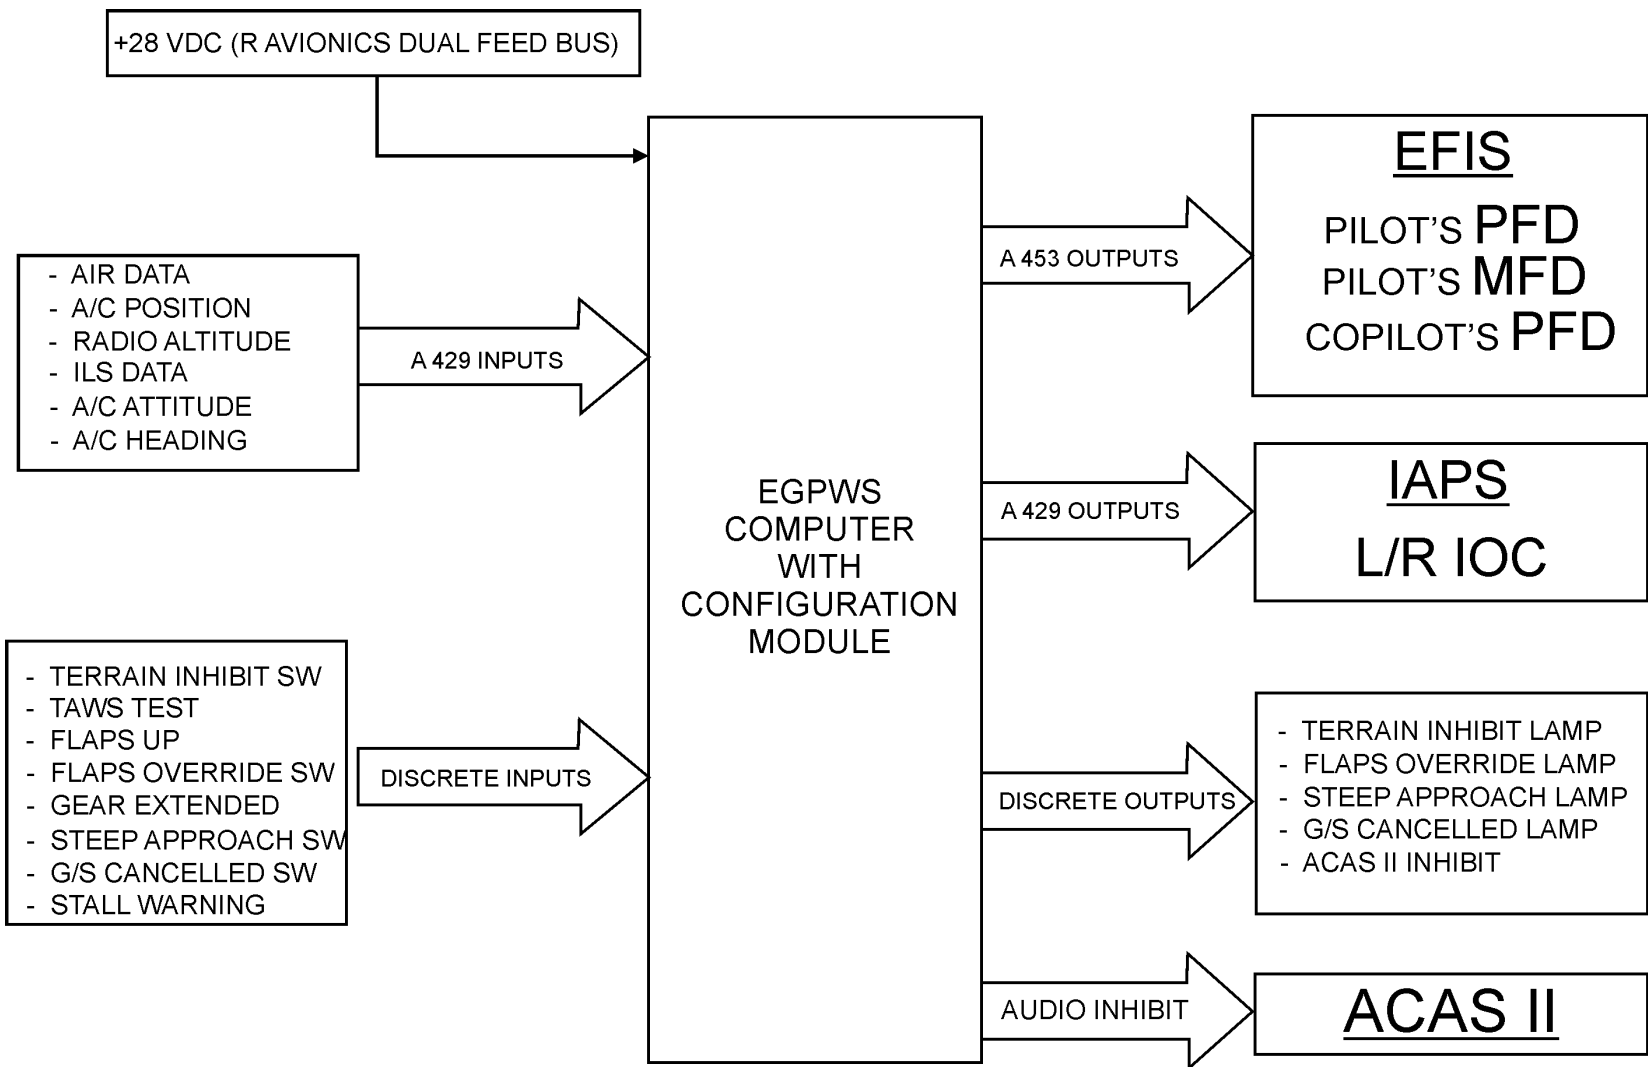 +28 VDC (R AVIONICS DUAL FEED BUS)
- AIR DATA
- A/C POSITION
- RADIO ALTITUDE
- ILS DATA
- A/C ATTITUDE
- A/C HEADING
A 429 INPUTS
- TERRAIN INHIBIT SW
- TAWS TEST
- FLAPS UP
- FLAPS OVERRIDE SW
- GEAR EXTENDED
- STEEP APPROACH SW
- G/S CANCELLED SW
- STALL WARNING
DISCRETE INPUTS
EGPWS
COMPUTER
WITH
CONFIGURATION
MODULE
A 453 OUTPUTS
EFIS
PILOT'S PFD
PILOT'S MFD
COPILOT'S PFD
A 429 OUTPUTS
IAPS
L/R IOC
DISCRETE OUTPUTS
- TERRAIN INHIBIT LAMP
- FLAPS OVERRIDE LAMP
- STEEP APPROACH LAMP
- G/S CANCELLED LAMP
- ACAS II INHIBIT
AUDIO INHIBIT
ACAS II